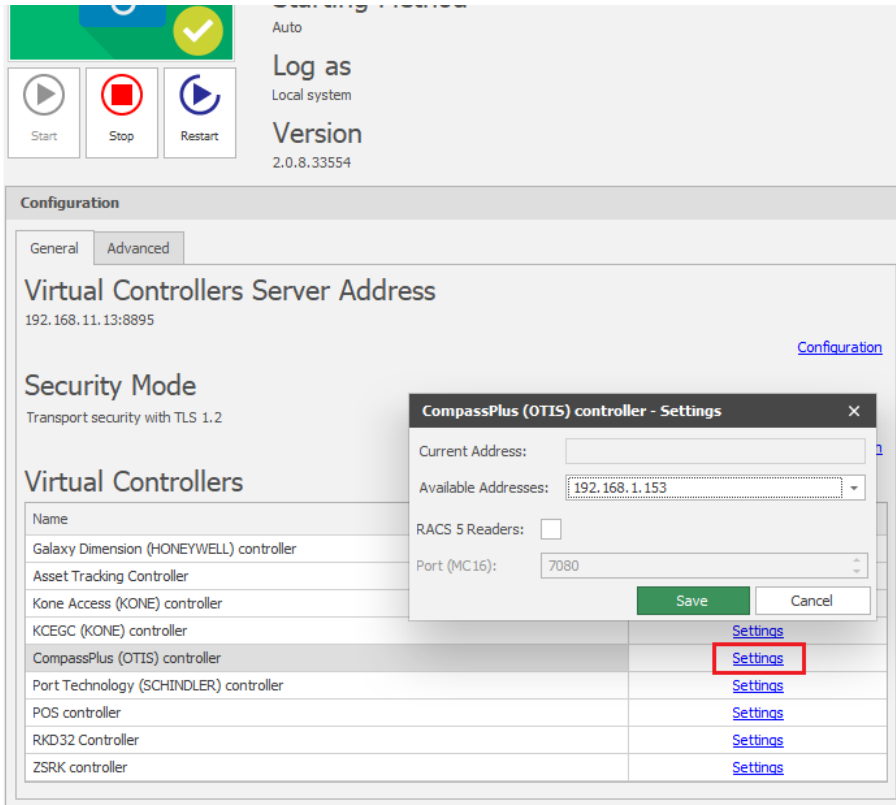 Starting Method
Auto
Log as
Local system
Version
2.0.8.33554
Start
Stop
Restart
Configuration
General
Advanced
Virtual Controllers Server Address
192.168.11.13:8895
Configuration
Security Mode
Transport security with TLS 1.2
CompassPlus (OTIS) controller - Settings
Current Address:
Available Addresses:
192.168.1.153
RACS 5 Readers:
Port (MC16):
7080
Save
Cancel
Virtual Controllers
Name
Galaxy Dimension (HONEYWELL) controller
Asset Tracking Controller
Kone Access (KONE) controller
KCEGC (KONE) controller
Settings
CompassPlus (OTIS) controller
Settings
Port Technology (SCHINDLER) controller
Settings
POS controller
Settings
RKD32 Controller
Settings
ZSRK controller
Settings